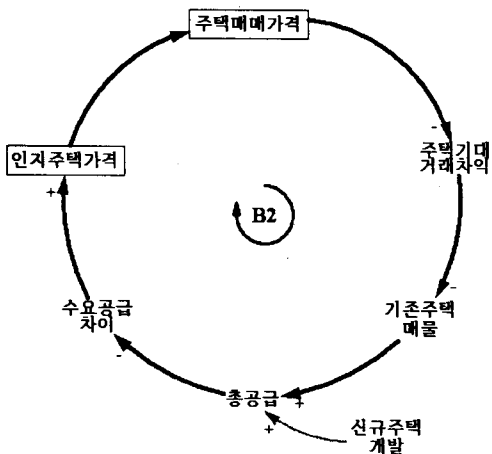 주택매매가격
-
주택기대
거래차익
인지주택가격
+
B2
-
기존주택
매물
수요공급
차이
-
총공급
+
+
신규주택
개발